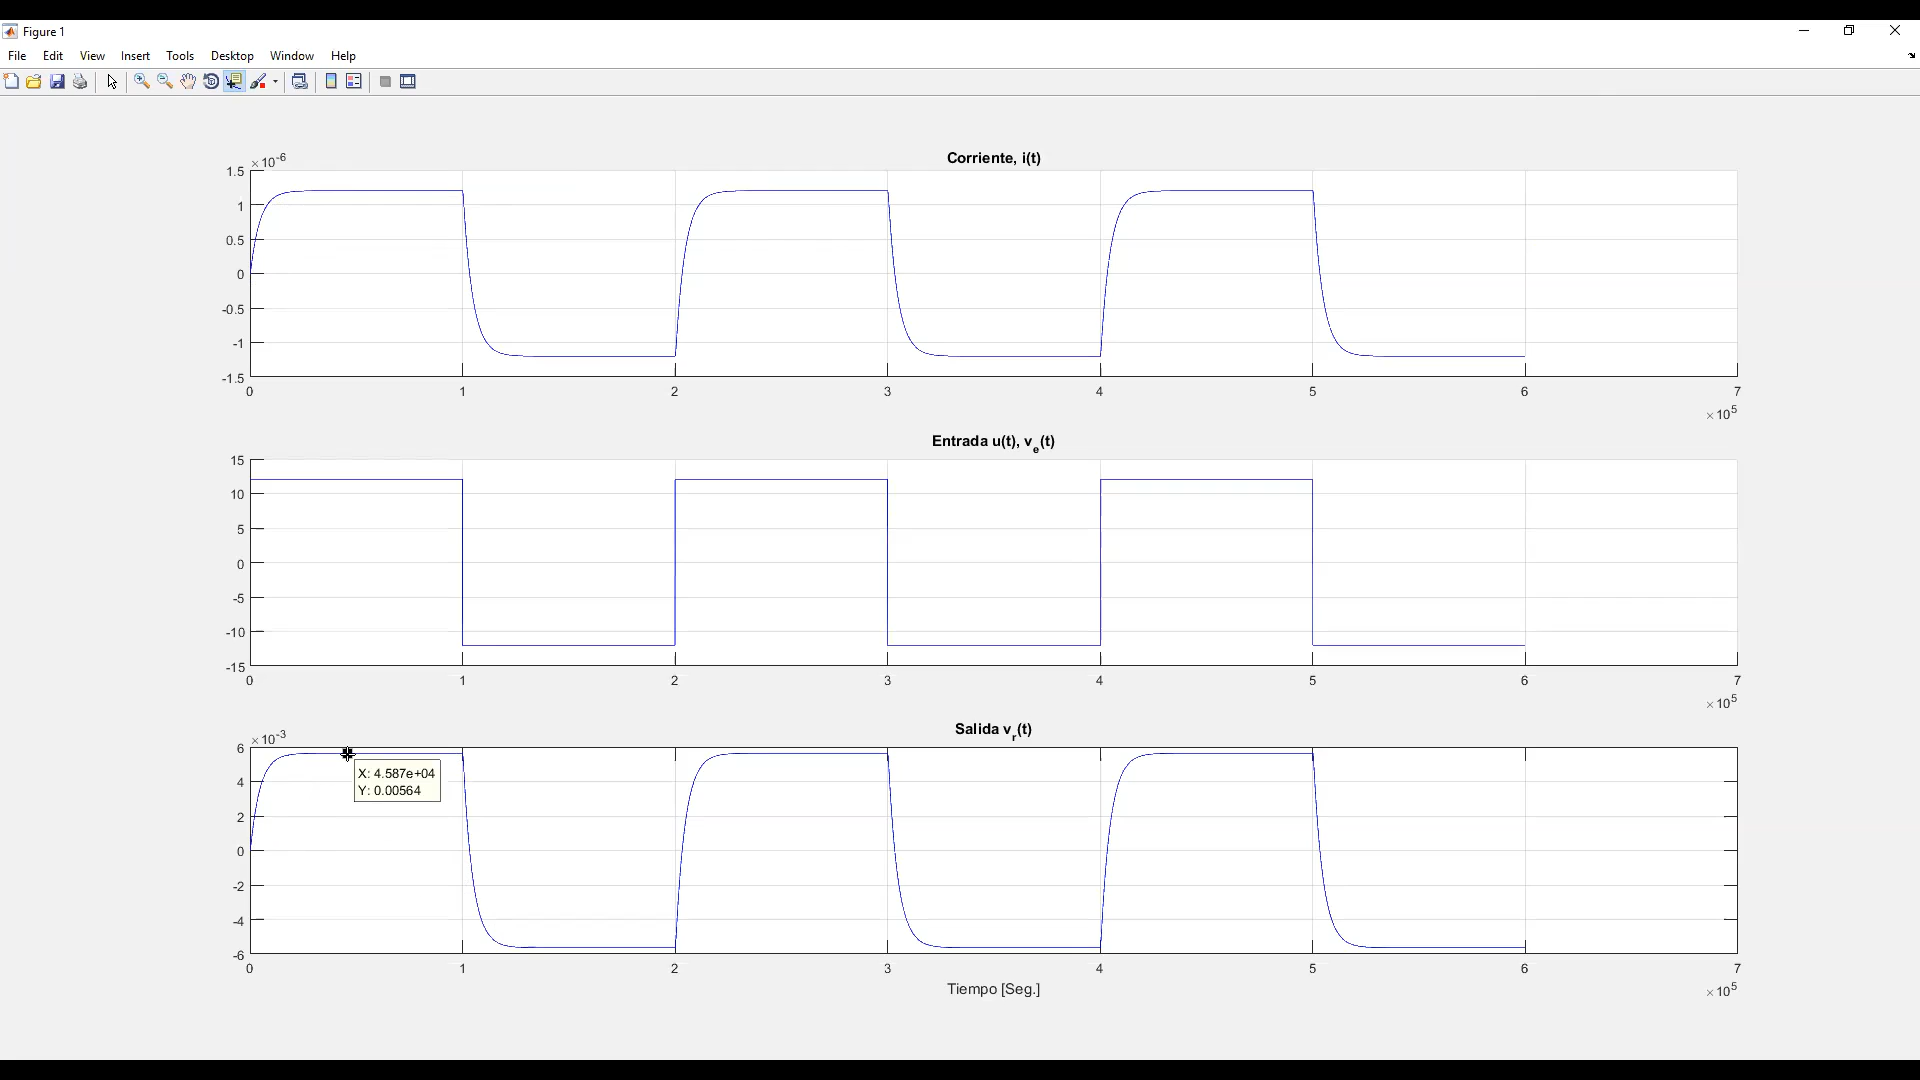 Figure 1
File Edit View Insert Tools Desktop Window Help
×10-6
Corriente, i(t)
1.5
1
0.5
0
-0.5
-1
-1.5
0 1 2 3 4 5 6 7
×105
Entrada u(t), ve(t)
15
10
5
0
-5
-10
-15
0 1 2 3 4 5 6 7
×105
Salida vr(t)
×10-3
6
4
2
0
-2
-4
-6
X: 4.587e+04
Y: 0.00564
0 1 2 3 4 5 6 7
Tiempo [Seg.]
×105